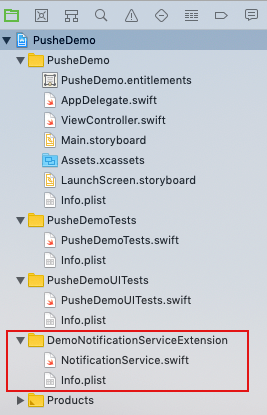 PusheDemo
PusheDemo
PusheDemo.entitlements
AppDelegate.swift
ViewController.swift
Main.storyboard
Assets.xcassets
LaunchScreen.storyboard
Info.plist
PusheDemoTests
PusheDemoTests.swift
Info.plist
PusheDemoUITests
PusheDemoUITests.swift
Info.plist
DemoNotificationServiceExtension
NotificationService.swift
Info.plist
Products